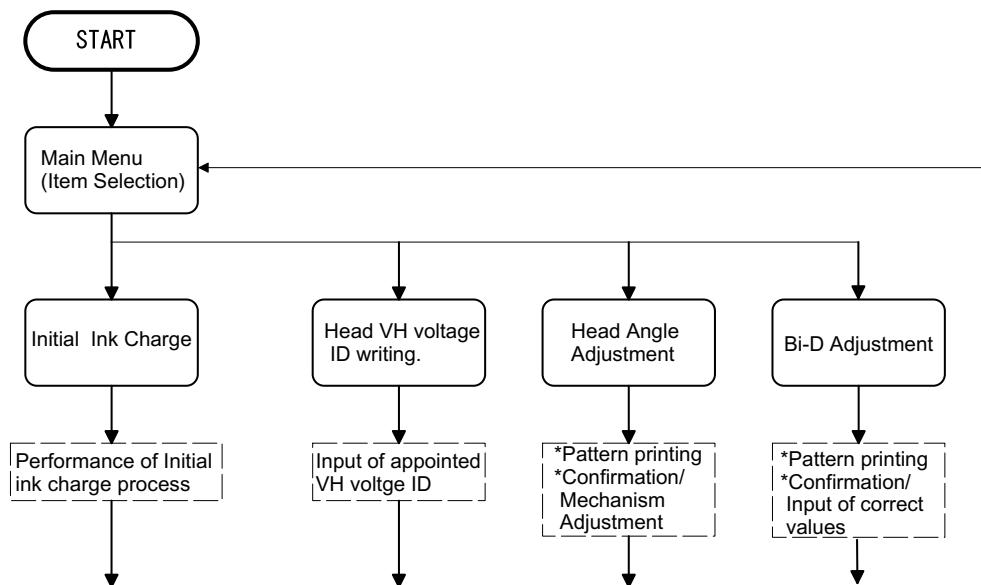 START
Main Menu
(Item Selection)
Initial Ink Charge
Head VH voltage
ID writing.
Head Angle
Adjustment
Bi-D Adjustment
Performance of Initial
ink charge process
Input of appointed
VH voltge ID
*Pattern printing
*Confirmation/
Mechanism
Adjustment
*Pattern printing
*Confirmation/
Input of correct
values